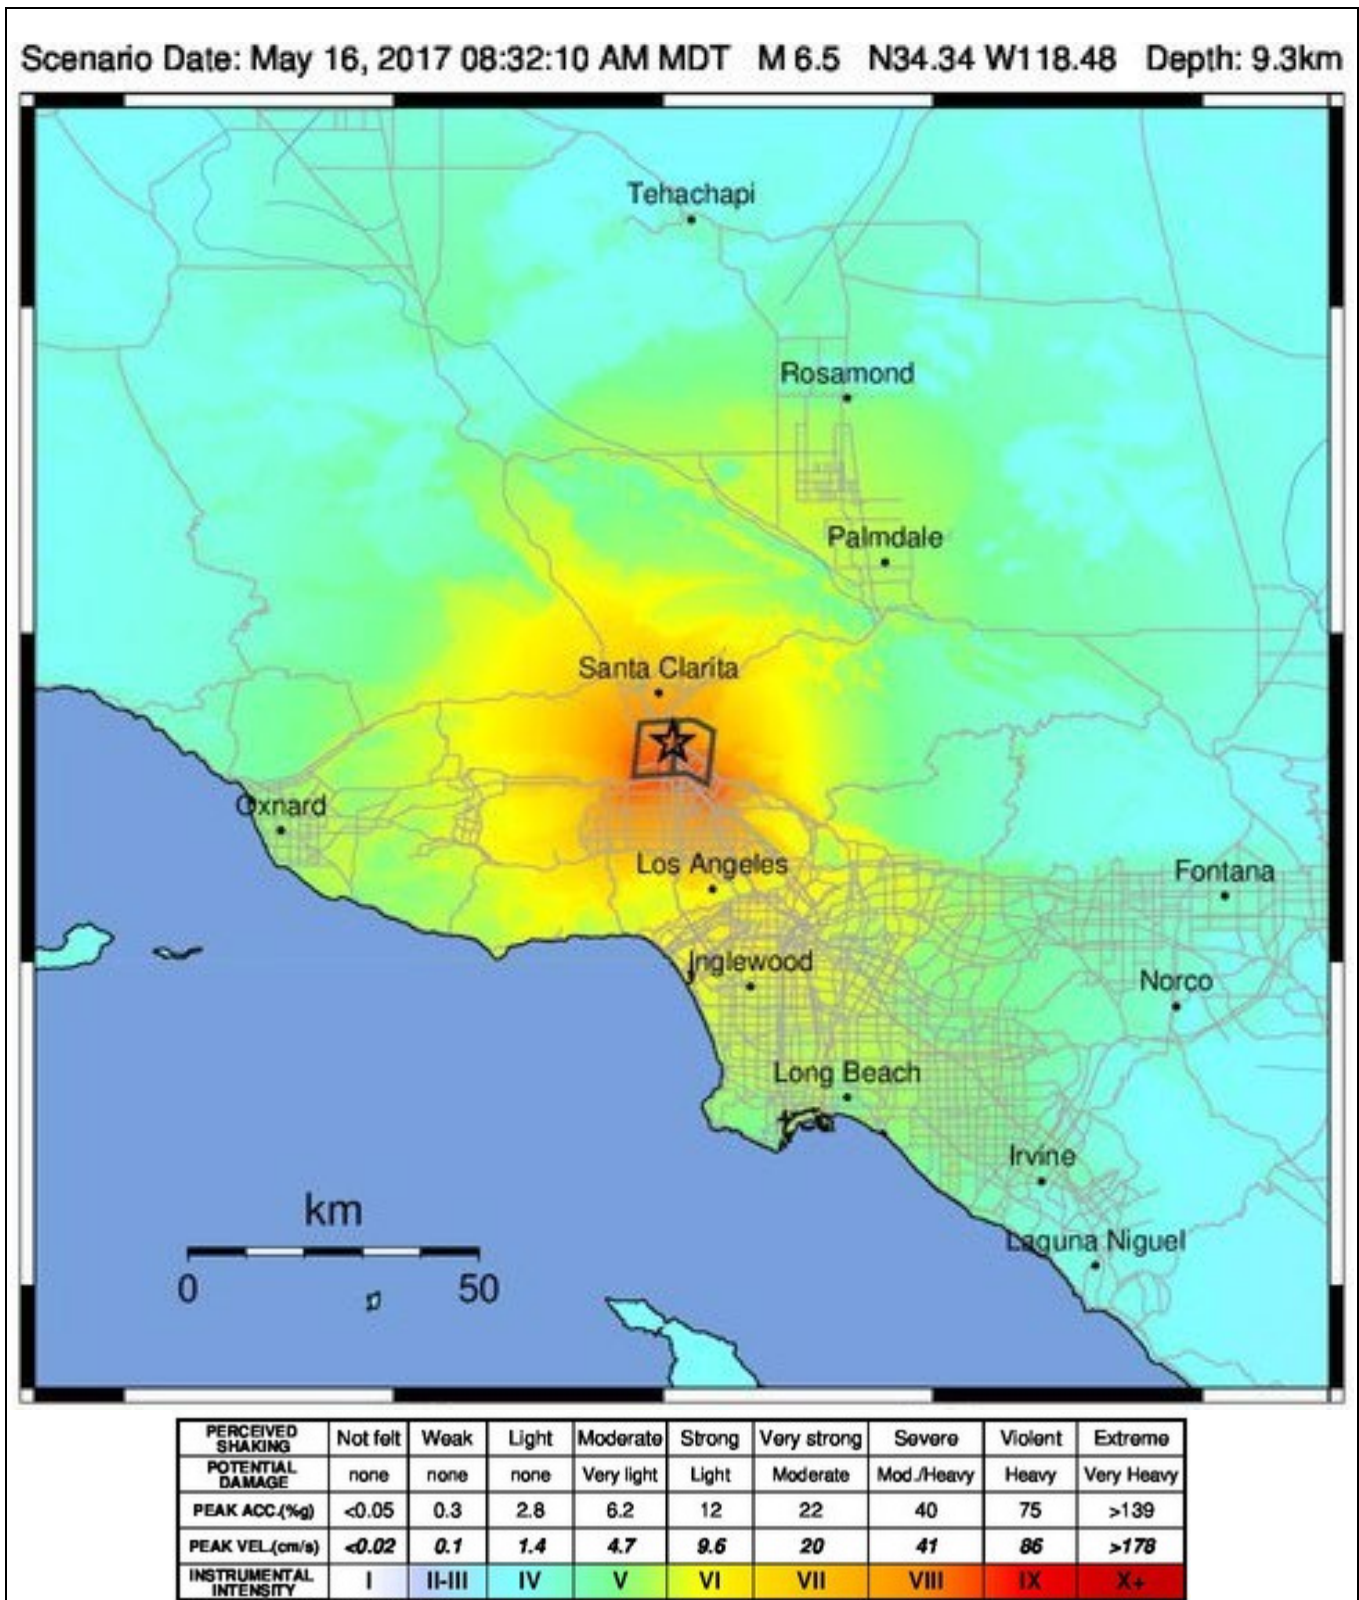 Scenario Date: May 16, 2017 08:32:10 AM MDT M 6.5 N34.34 W118.48 Depth: 9.3km
Tehachapi
Rosamond
Palmdale
Santa Clarita
Oxnard
Los Angeles
Fontana
Inglewood
Norco
Long Beach
Irvine
km
Laguna Niguel
0 50
PERCEIVED SHAKING Not felt Weak Light Moderate Strong Very strong Severe Violent Extreme
POTENTIAL DAMAGE none none none Very light Light Moderate Mod./Heavy Heavy Very Heavy
PEAK ACC.(%g) <0.05 0.3 2.8 6.2 12 22 40 75 >139
PEAK VEL.(cm/s) <0.02 0.1 1.4 4.7 9.6 20 41 86 >178
INSTRUMENTAL INTENSITY I II-III IV V VI VII VIII IX X+